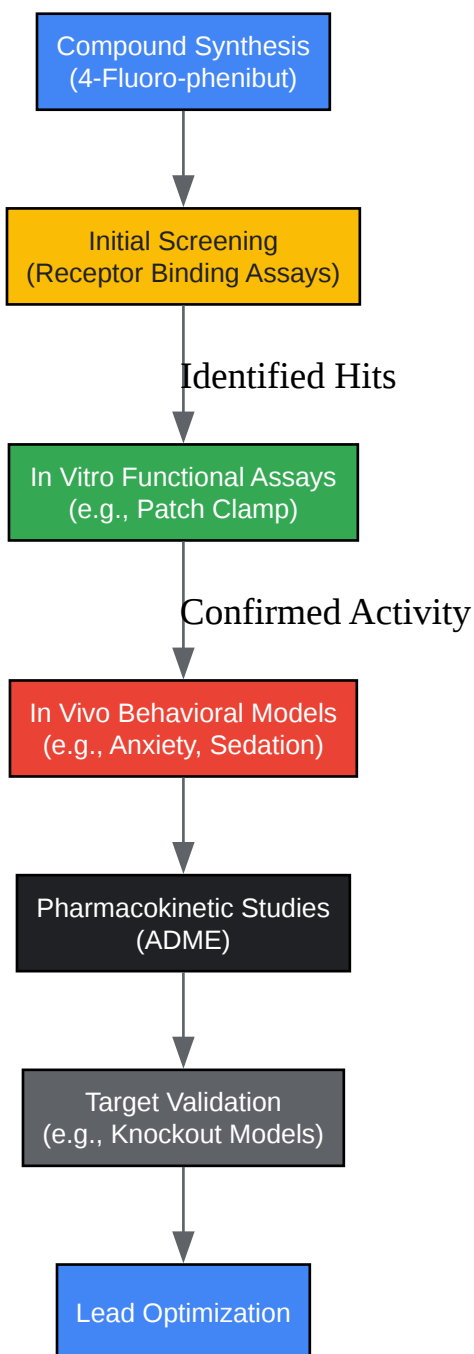 Compound Synthesis
(4-Fluoro-phenibut)
Initial Screening
(Receptor Binding Assays)
Identified Hits
In Vitro Functional Assays
(e.g., Patch Clamp)
Confirmed Activity
In Vivo Behavioral Models
(e.g., Anxiety, Sedation)
Pharmacokinetic Studies
(ADME)
Target Validation
(e.g., Knockout Models)
Lead Optimization